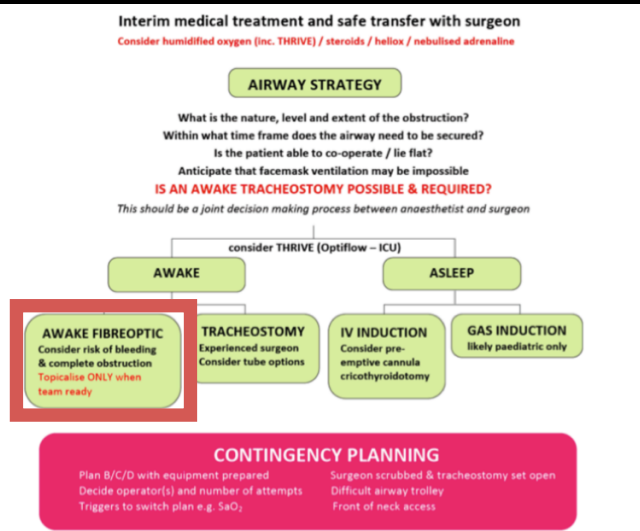 Interim medical treatment and safe transfer with surgeon
Consider humidified oxygen (inc. THRIVE) / steroids / heliox / nebulised adrenaline
AIRWAY STRATEGY
What is the nature, level and extent of the obstruction?
Within what time frame does the airway need to be secured?
Is the patient able to co-operate / lie flat?
Anticipate that facemask ventilation may be impossible
IS AN AWAKE TRACHEOSTOMY POSSIBLE & REQUIRED?
This should be a joint decision making process between anaesthetist and surgeon
consider THRIVE (Optiflow – ICU)
AWAKE
ASLEEP
AWAKE FIBREOPTIC
Consider risk of bleeding
& complete obstruction
Topicalise ONLY when
team ready
TRACHEOSTOMY
Experienced surgeon
Consider tube options
IV INDUCTION
Consider pre-
emptive cannula
cricothyroidotomy
GAS INDUCTION
likely paediatric only
CONTINGENCY PLANNING
Plan B/C/D with equipment prepared
Decide operator(s) and number of attempts
Triggers to switch plan e.g. SaO₂
Surgeon scrubbed & tracheostomy set open
Difficult airway trolley
Front of neck access